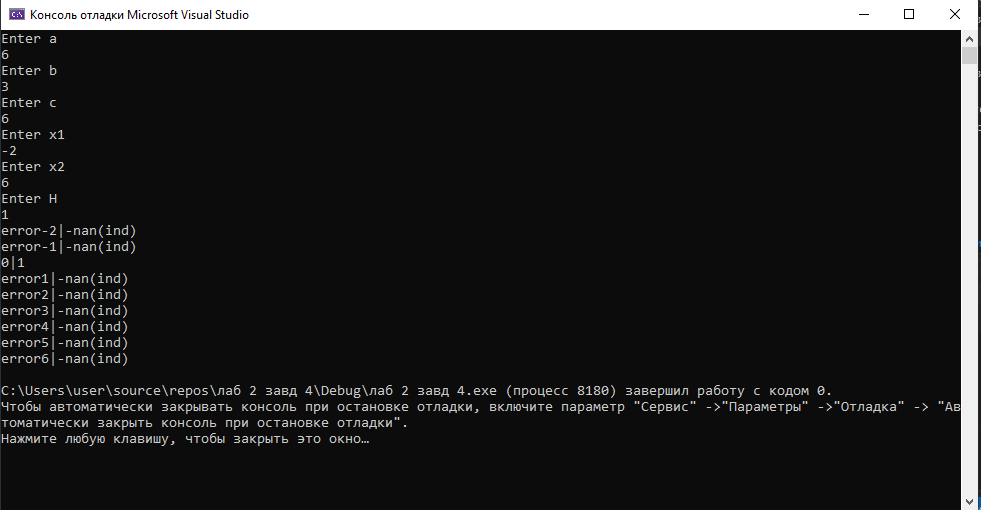 Консоль отладки Microsoft Visual Studio
Enter a
6
Enter b
3
Enter c
6
Enter x1
-2
Enter x2
6
Enter H
1
error-2|-nan(ind)
error-1|-nan(ind)
0|1
error1|-nan(ind)
error2|-nan(ind)
error3|-nan(ind)
error4|-nan(ind)
error5|-nan(ind)
error6|-nan(ind)
C:\Users\user\source\repos\лаб 2 завд 4\Debug\лаб 2 завд 4.exe (процесс 8180) завершил работу с кодом 0.
Чтобы автоматически закрывать консоль при остановке отладки, включите параметр "Сервис" ->"Параметры" ->"Отладка" -> "Ав
томатически закрыть консоль при остановке отладки".
Нажмите любую клавишу, чтобы закрыть это окно…